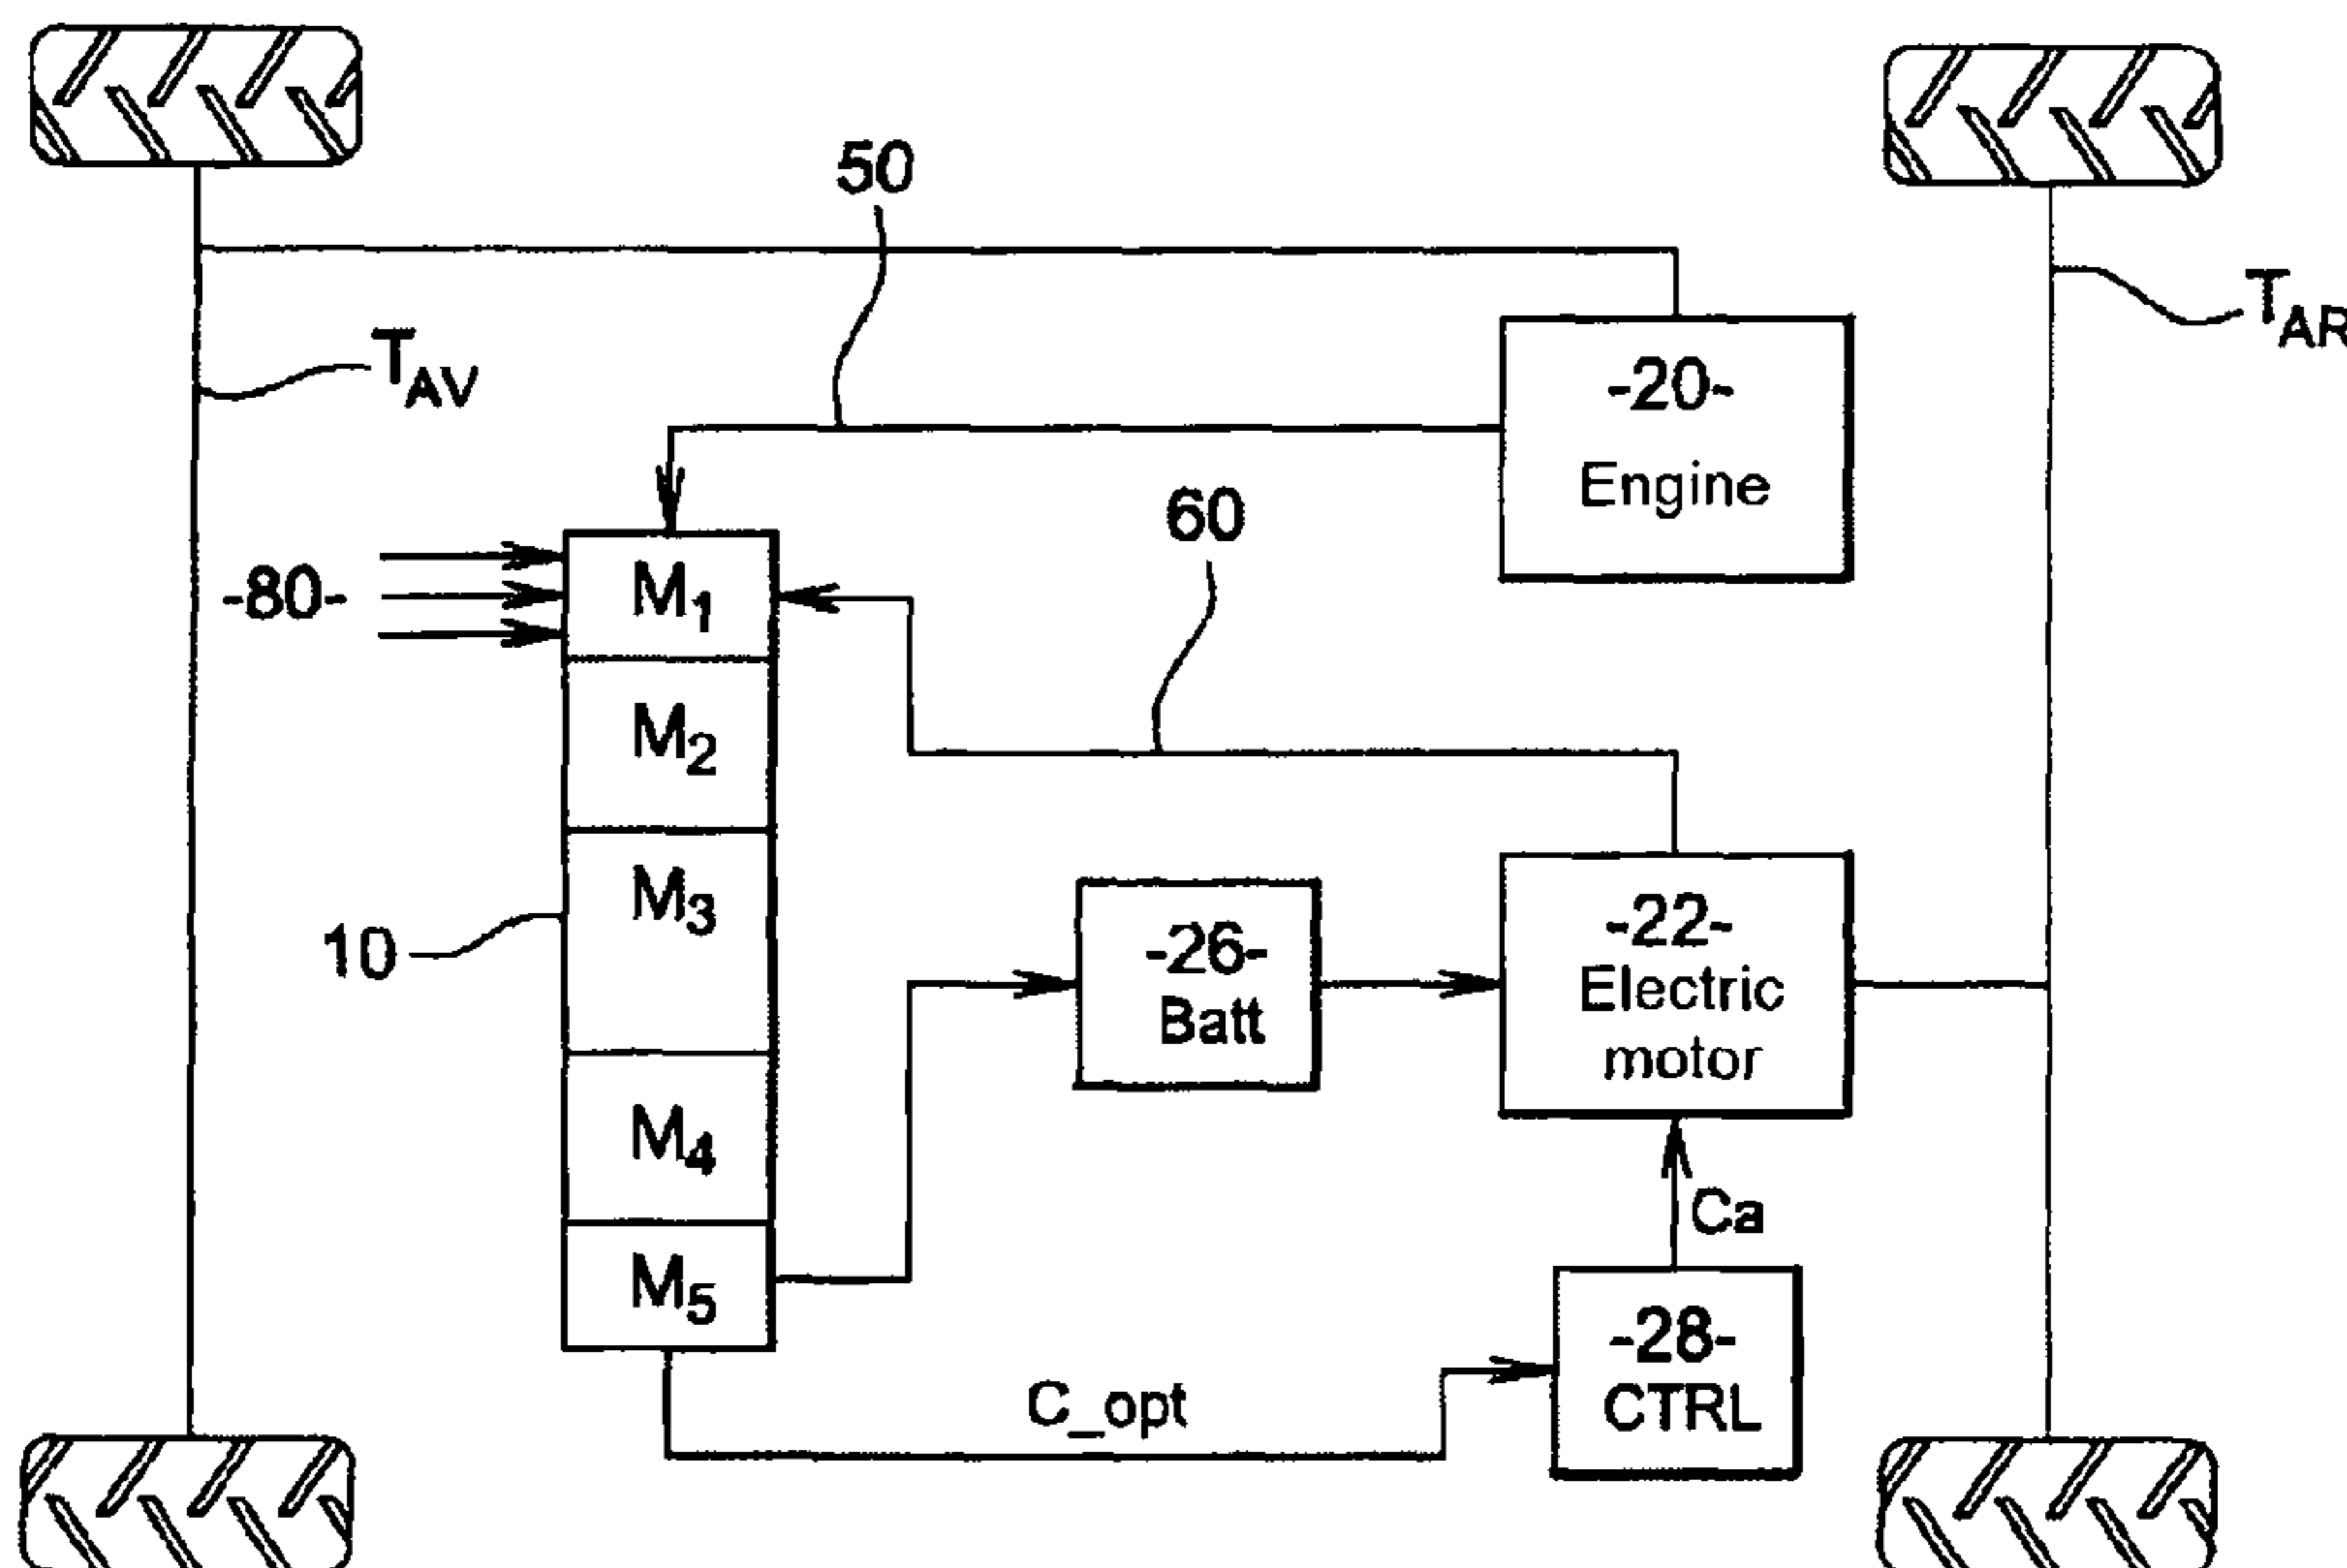 50
T_AV
T_AR
-20-
Engine
60
-80-
M₁
M₂
M₃
10
-26-
Batt
-22-
Electric
motor
M₄
Ca
M₅
-28-
CTRL
C_opt